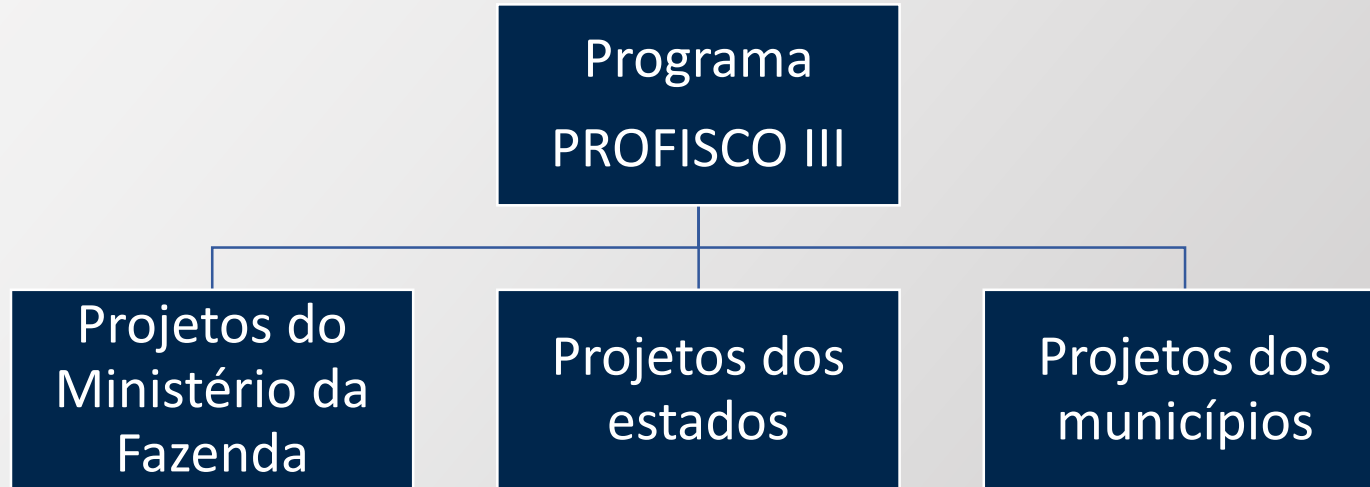 Programa
PROFISCO III
Projetos do
Ministério da
Fazenda
Projetos dos
estados
Projetos dos
municípios